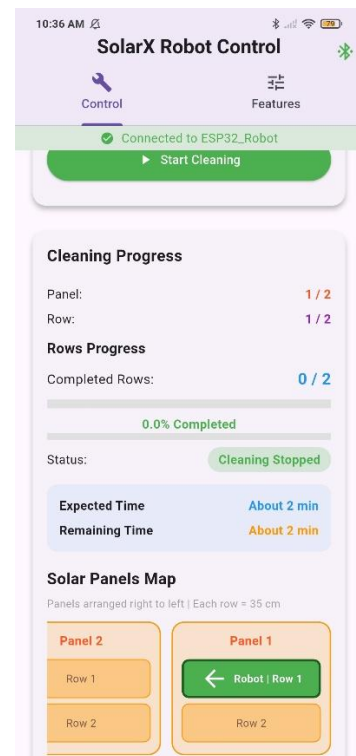 10:36 AM
79
SolarX Robot Control
Control
Features
Connected to ESP32_Robot
Start Cleaning
Cleaning Progress
Panel: 1 / 2
Row: 1 / 2
Rows Progress
Completed Rows: 0 / 2
0.0% Completed
Status: Cleaning Stopped
Expected Time About 2 min
Remaining Time About 2 min
Solar Panels Map
Panels arranged right to left | Each row = 35 cm
Panel 2 Panel 1
Row 1 Robot | Row 1
Row 2 Row 2